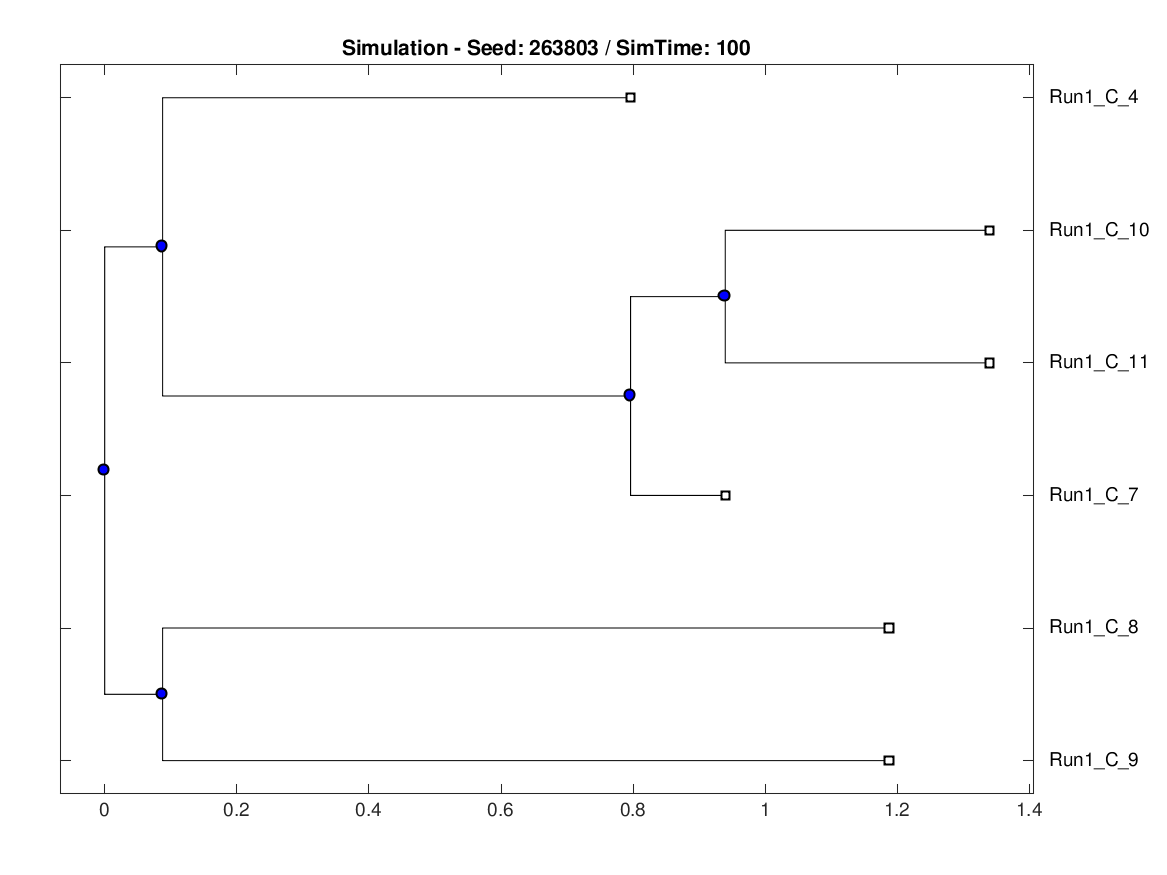 Simulation - Seed: 263803 / SimTime: 100
Run1_C_4
Run1_C_10
Run1_C_11
Run1_C_7
Run1_C_8
Run1_C_9
0 0.2 0.4 0.6 0.8 1 1.2 1.4